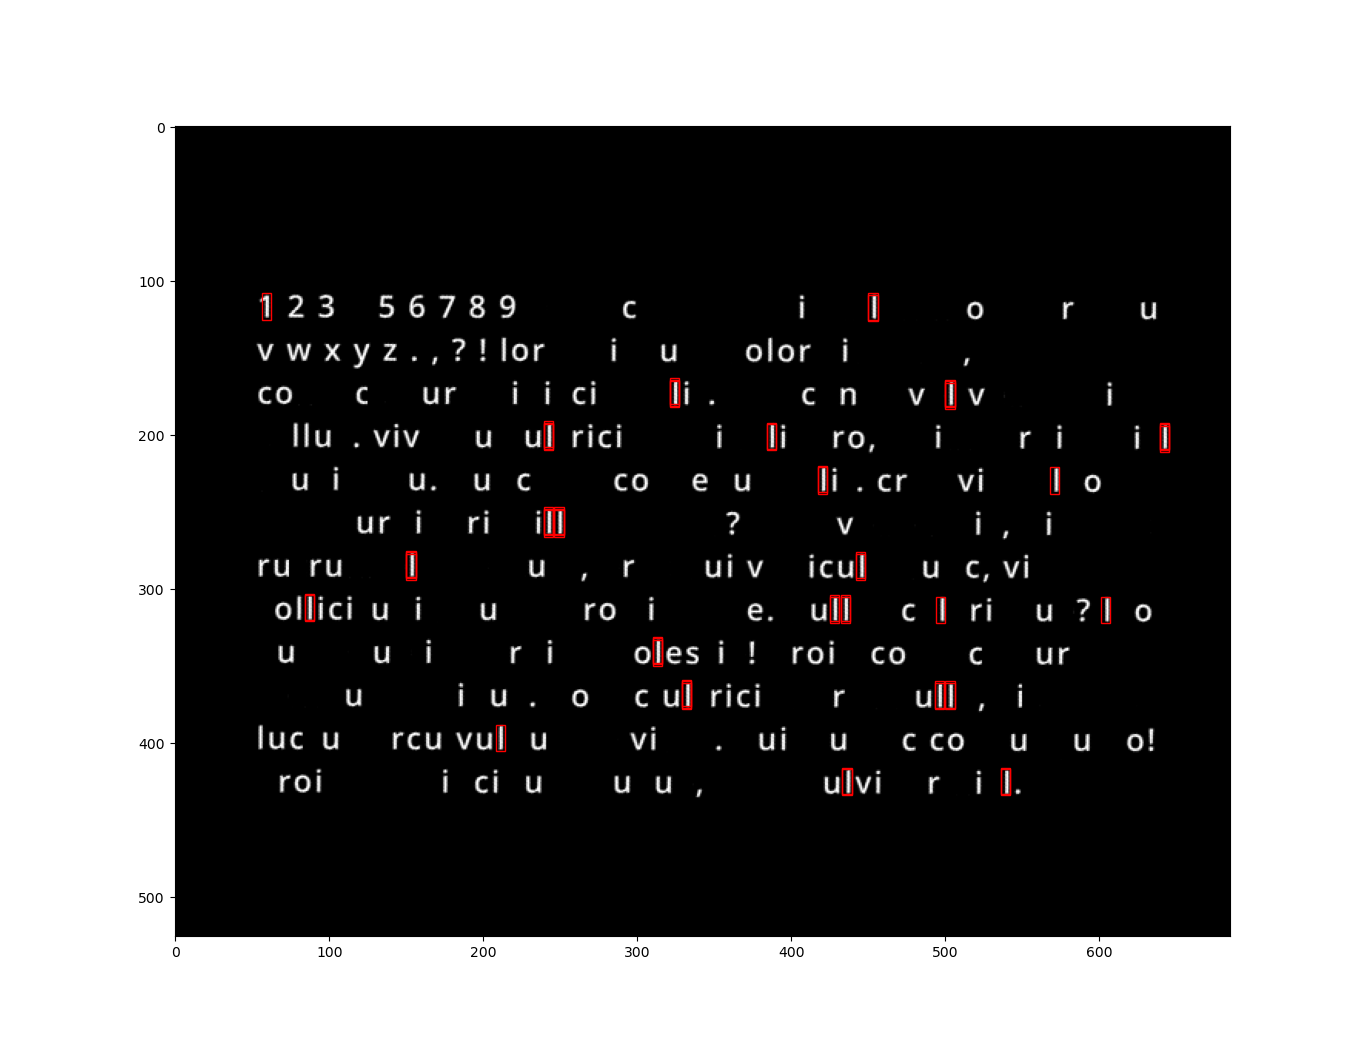 0
100
1 2 3 5 6 7 8 9 c i l o r u
v w x y z . , ? ! lor i u olor i ,
co c ur i i ci li . c n v l v i
200
llu . viv u ul rici i li ro, i r i i l
u i u. u c co e u li . cr vi l o
ur i ri ill ? v i , i
300
ru ru l u , r ui v icul u c, vi
ollici u i u ro i e. ull c l ri u ? l o
u u i r i oles i ! roi co c ur
u i u . o c ul rici r ull , i
400
luc u rcu vul u vi . ui u c co u u o!
roi i ci u u u , ulvi r i l.
500
0 100 200 300 400 500 600